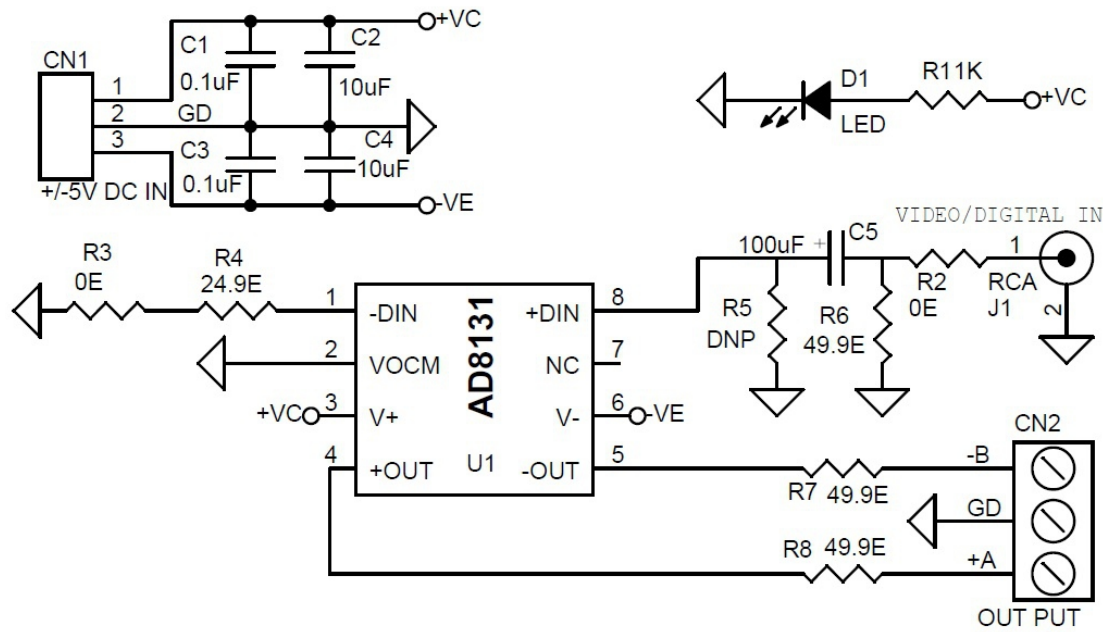 +VC
CN1
C1
C2
0.1uF
10uF
1
2
GD
3
C3
C4
0.1uF
10uF
+/-5V DC IN
-VE
D1
R11K
+VC
LED
VIDEO/DIGITAL IN
100uF
+
C5
1
R2
0E
RCA
J1
2
R3
0E
R4
24.9E
R5
DNP
R6
49.9E
1
-DIN
+DIN
8
2
VOCM
NC
7
+VC
3
V+
V-
6
-VE
4
+OUT
-OUT
5
AD8131
U1
CN2
-B
R7
49.9E
GD
R8
49.9E
+A
OUT PUT